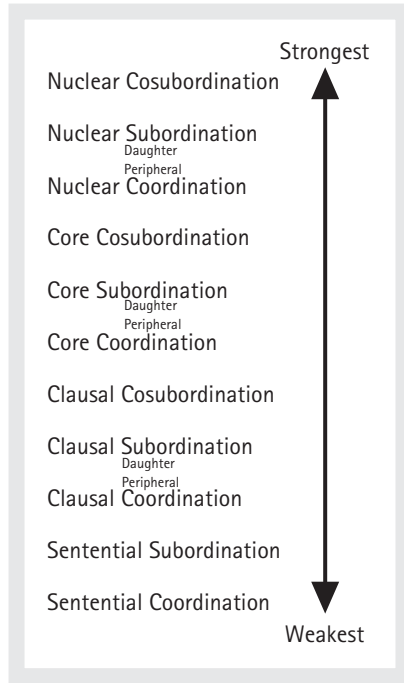 Strongest
Nuclear Cosubordination
Nuclear Subordination
Daughter
Peripheral
Nuclear Coordination
Core Cosubordination
Core Subordination
Daughter
Peripheral
Core Coordination
Clausal Cosubordination
Clausal Subordination
Daughter
Peripheral
Clausal Coordination
Sentential Subordination
Sentential Coordination
Weakest